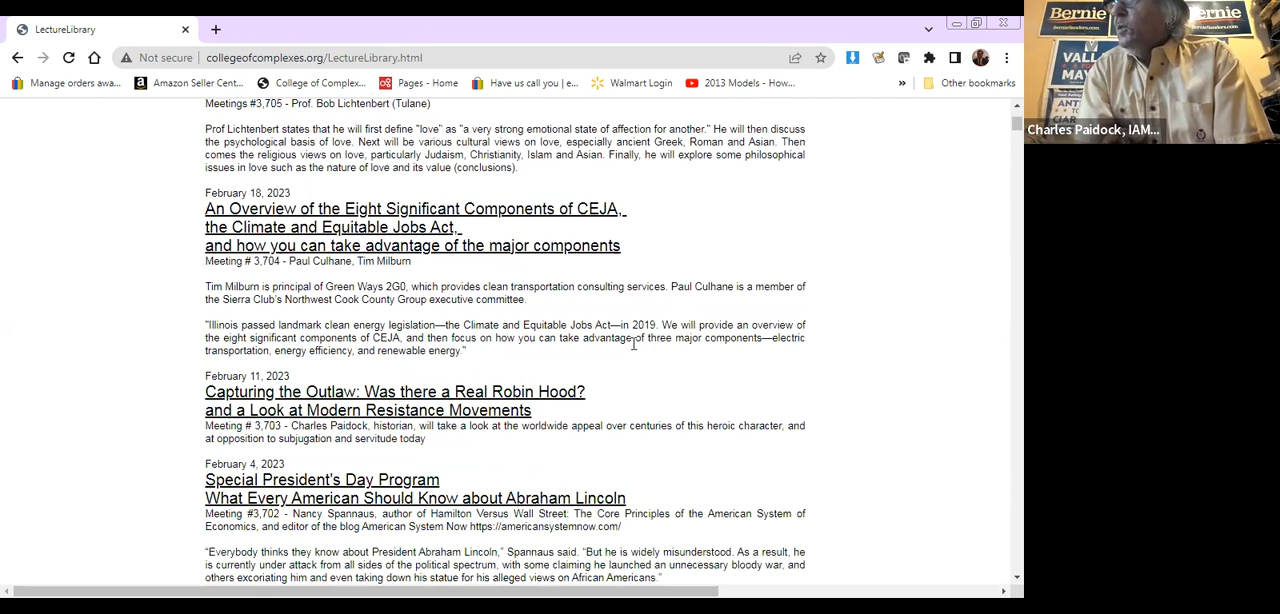 LectureLibrary
Not secure
collegeofcomplexes.org/LectureLibrary.html
Manage orders awa...
Amazon Seller Cent...
College of Complex...
Pages - Home
Have us call you | e...
Walmart Login
2013 Models - How...
Other bookmarks
Meetings #3,705 - Prof. Bob Lichtenbert (Tulane)
Prof Lichtenbert states that he will first define "love" as "a very strong emotional state of affection for another." He will then discuss
the psychological basis of love. Next will be various cultural views on love, especially ancient Greek, Roman and Asian. Then
comes the religious views on love, particularly Judaism, Christianity, Islam and Asian. Finally, he will explore some philosophical
issues in love such as the nature of love and its value (conclusions).
February 18, 2023
An Overview of the Eight Significant Components of CEJA,
the Climate and Equitable Jobs Act,
and how you can take advantage of the major components
Meeting # 3,704 - Paul Culhane, Tim Milburn
Tim Milburn is principal of Green Ways 2G0, which provides clean transportation consulting services. Paul Culhane is a member of
the Sierra Club's Northwest Cook County Group executive committee.
"Illinois passed landmark clean energy legislation—the Climate and Equitable Jobs Act—in 2019. We will provide an overview of
the eight significant components of CEJA, and then focus on how you can take advantage of three major components—electric
transportation, energy efficiency, and renewable energy."
February 11, 2023
Capturing the Outlaw: Was there a Real Robin Hood?
and a Look at Modern Resistance Movements
Meeting # 3,703 - Charles Paidock, historian, will take a look at the worldwide appeal over centuries of this heroic character, and
at opposition to subjugation and servitude today
February 4, 2023
Special President's Day Program
What Every American Should Know about Abraham Lincoln
Meeting #3,702 - Nancy Spannaus, author of Hamilton Versus Wall Street: The Core Principles of the American System of
Economics, and editor of the blog American System Now https://americansystemnow.com/
“Everybody thinks they know about President Abraham Lincoln,” Spannaus said. “But he is widely misunderstood. As a result, he
is currently under attack from all sides of the political spectrum, with some claiming he launched an unnecessary bloody war, and
others excoriating him and even taking down his statue for his alleged views on African Americans.”
Bernie
BernieSanders.com
Bernie
BernieSanders.com
Charles Paidock, IAM...